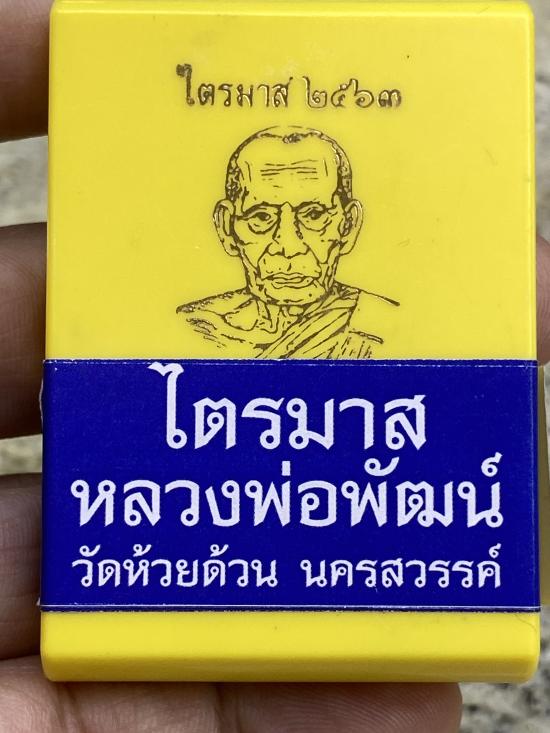 ไตรมาส ๒๕๖๓
ไตรมาส
หลวงพ่อพัฒน์
วัดห้วยด้วน นครสวรรค์